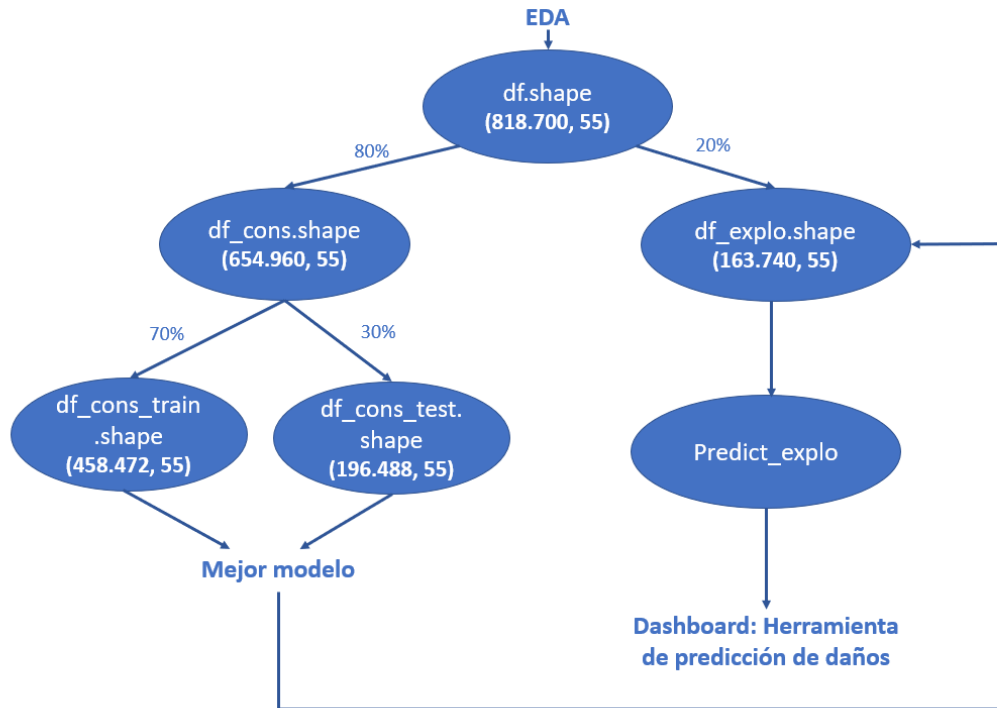 EDA
df.shape
(818.700, 55)
80%
20%
df_cons.shape
(654.960, 55)
df_explo.shape
(163.740, 55)
70%
30%
df_cons_train
.shape
(458.472, 55)
df_cons_test.
shape
(196.488, 55)
Predict_explo
Mejor modelo
Dashboard: Herramienta
de predicción de daños